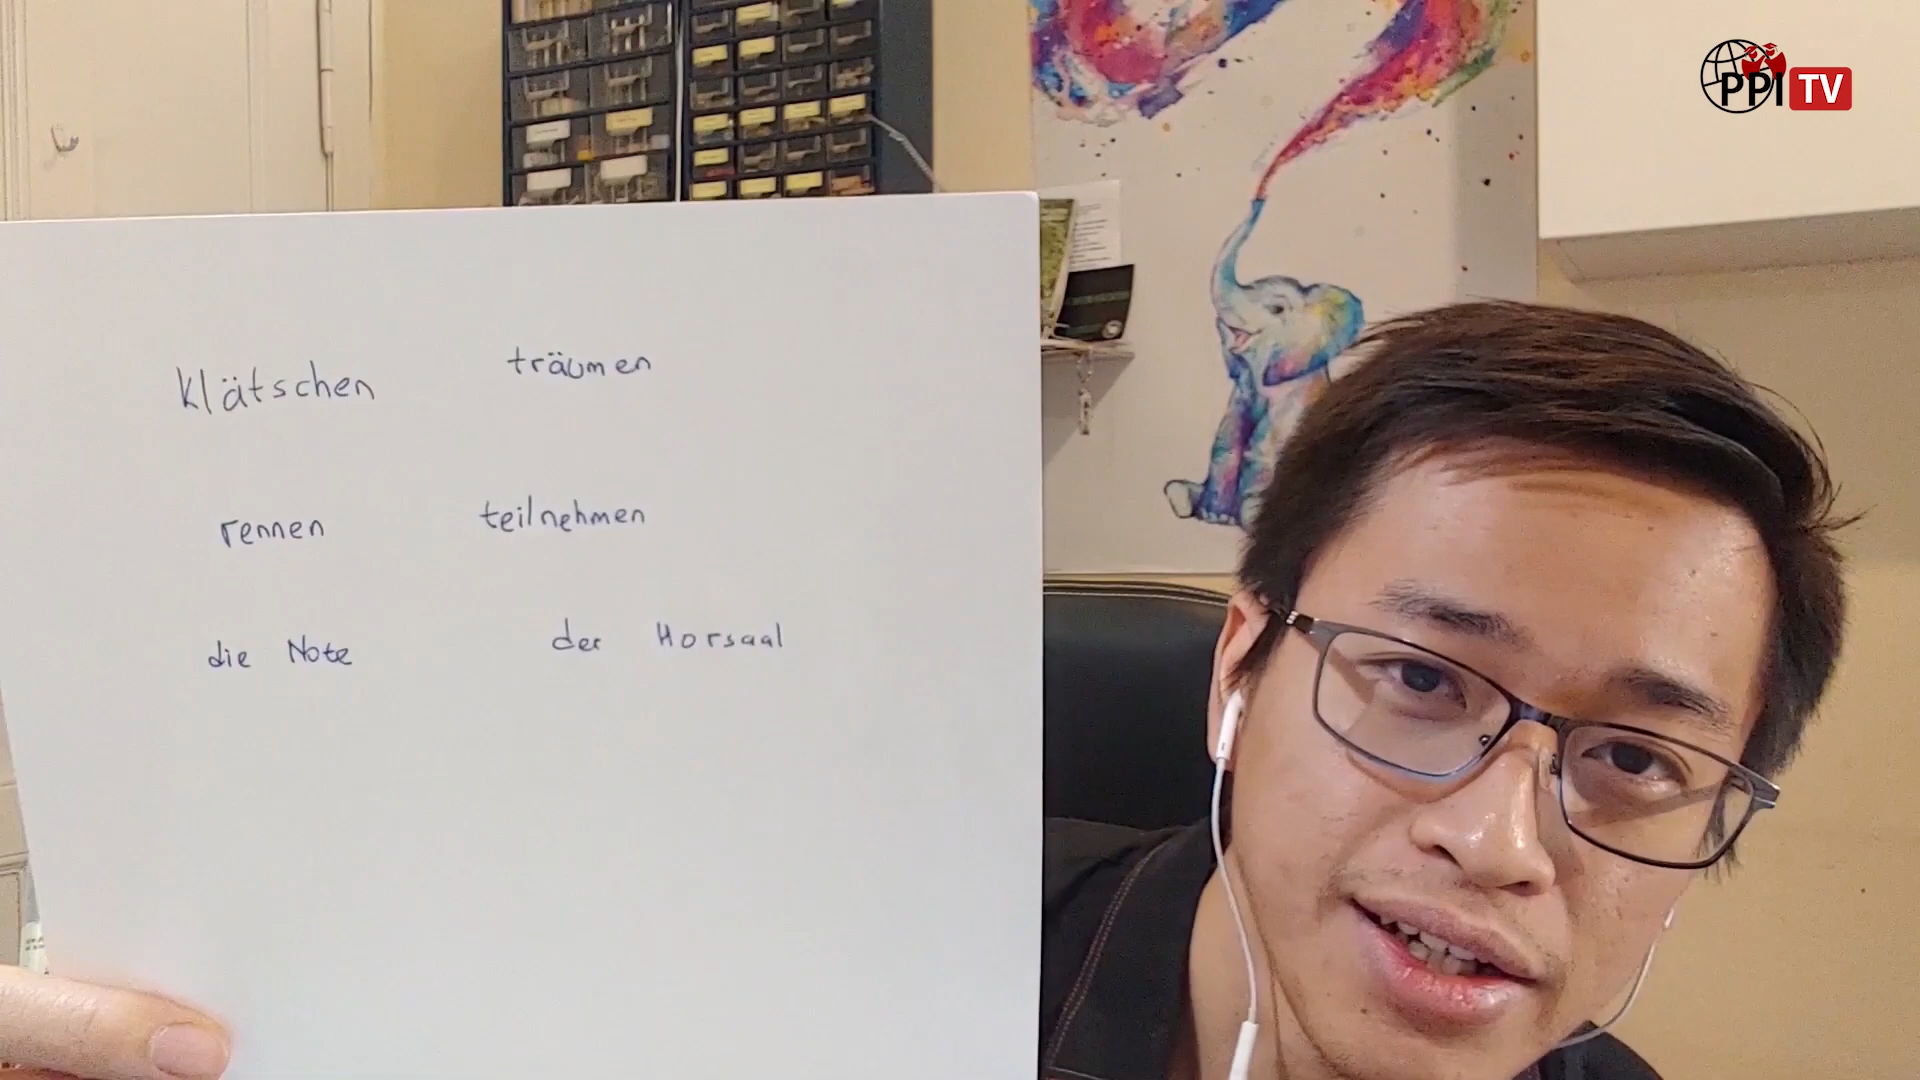 PPI TV
klätschen träumen
rennen teilnehmen
die Note der Horsaal